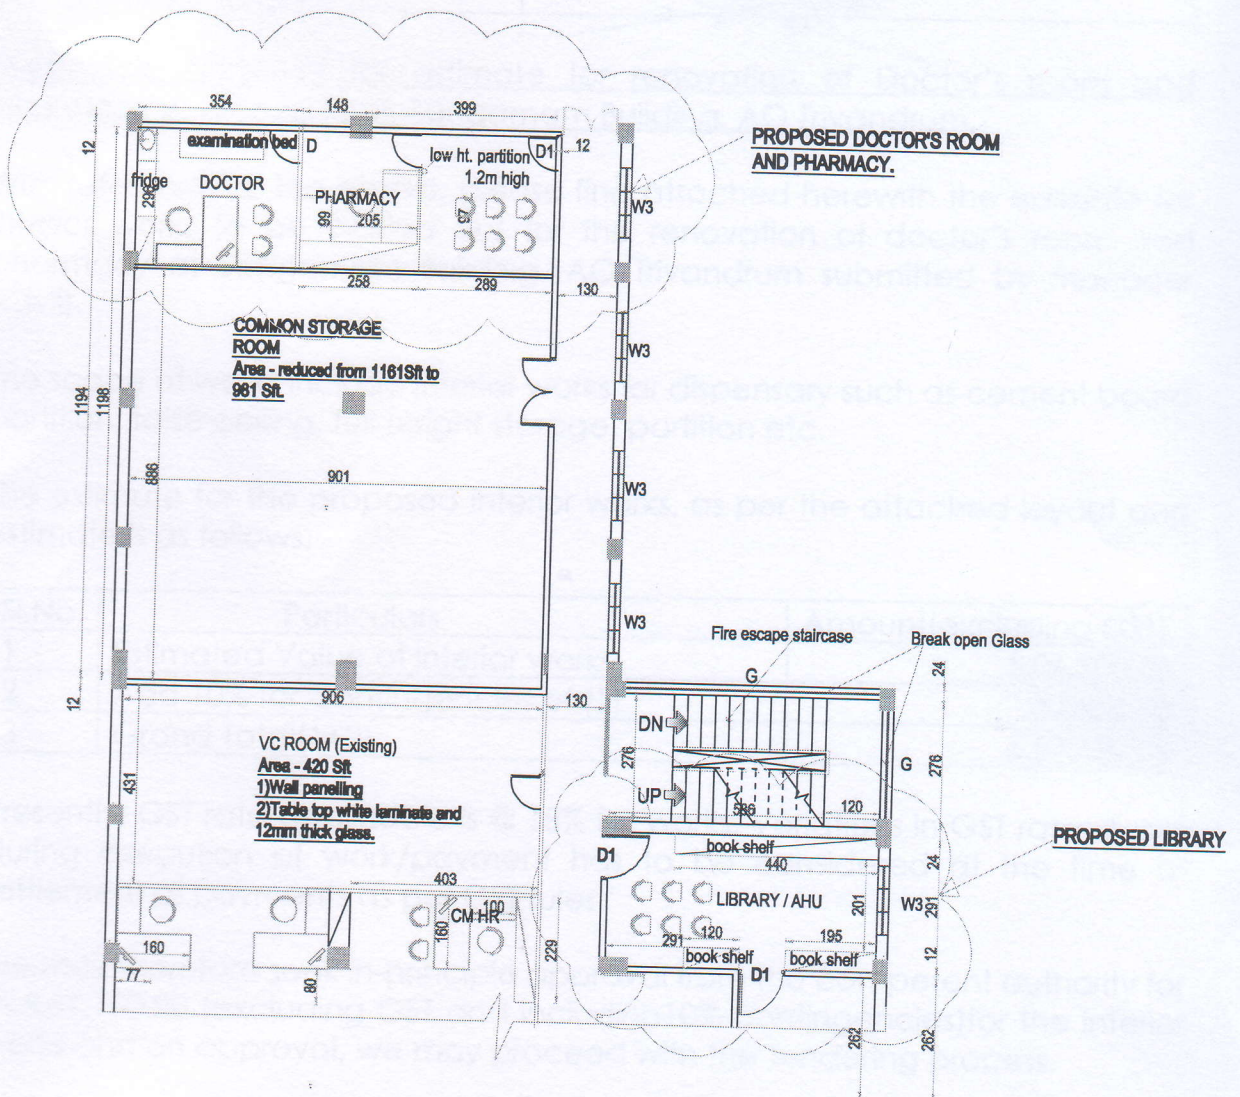 354
148
399
12
examination bed
D
low ht. partition
1.2m high
D1
12
PROPOSED DOCTOR'S ROOM
AND PHARMACY.
fridge
DOCTOR
PHARMACY
99
205
97
W3
258
289
130
COMMON STORAGE
ROOM
Area - reduced from 1161Sft to
981 Sft.
W3
1194
1198
886
901
W3
W3
Fire escape staircase
Break open Glass
G
24
12
906
130
DN
276
VC ROOM (Existing)
Area - 420 Sft
1)Wall panelling
2)Table top white laminate and
12mm thick glass.
431
G
276
UP
120
book shelf
440
D1
24
PROPOSED LIBRARY
403
100
CM HR
160
LIBRARY / AHU
201
W3
291
160
77
80
229
291
120
book shelf
195
book shelf
D1
12
262
262